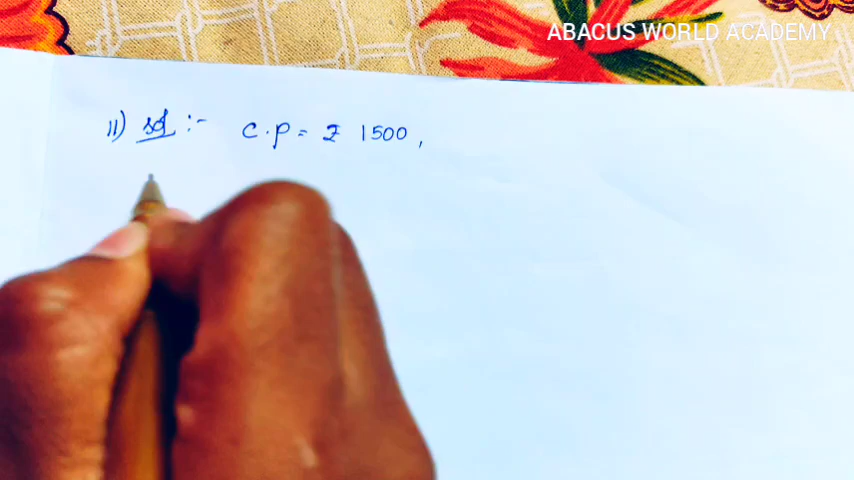 ABACUS WORLD ACADEMY
11) sol :- C.P = ₹ 1500,